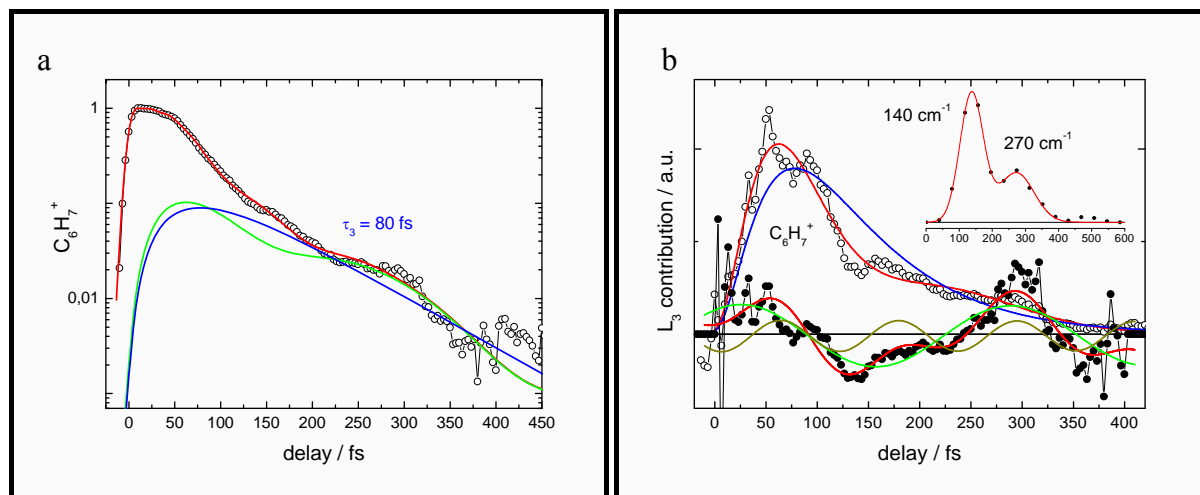 a
C₆H₇⁺
1
0,01
τ₃ = 80 fs
0 50 100 150 200 250 300 350 400 450
delay / fs
b
L₃ contribution / a.u.
140 cm⁻¹
270 cm⁻¹
0 100 200 300 400 500 600
C₆H₇⁺
0 50 100 150 200 250 300 350 400
delay / fs